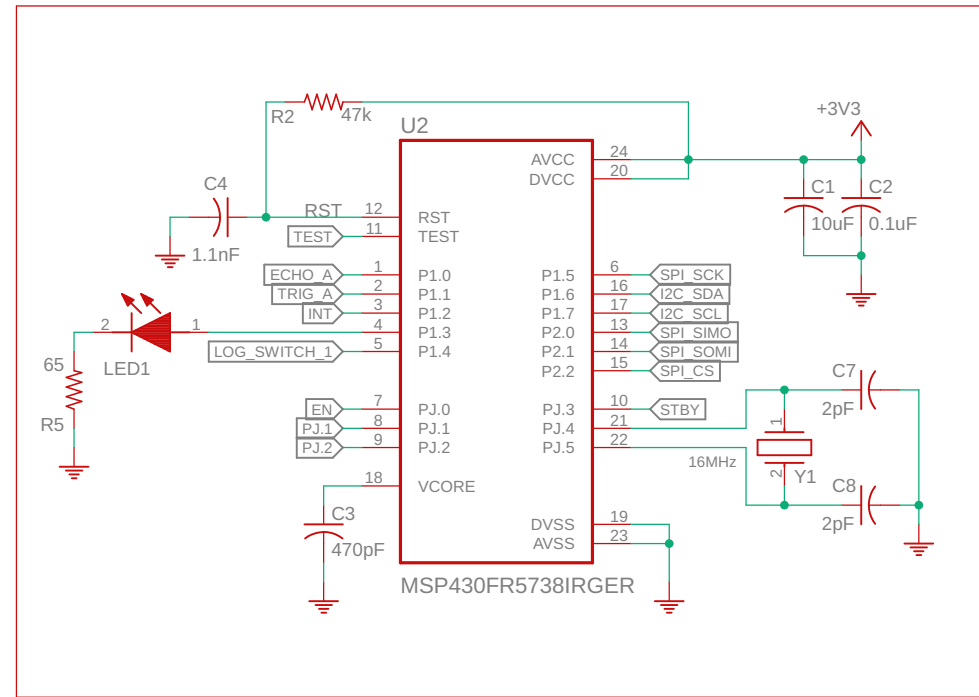 R2 47k
U2
+3V3
AVCC 24
DVCC 20
C4
1.1nF
C1
10uF
C2
0.1uF
RST 12 RST
TEST 11 TEST
ECHO_A 1 P1.0
TRIG_A 2 P1.1
INT 3 P1.2
4 P1.3
LOG_SWITCH_1 5 P1.4
P1.5 6 SPI_SCK
P1.6 16 I2C_SDA
P1.7 17 I2C_SCL
P2.0 13 SPI_SIMO
P2.1 14 SPI_SOMI
P2.2 15 SPI_CS
2 1
LED1
65
R5
EN 7 PJ.0
PJ.1 8 PJ.1
PJ.2 9 PJ.2
PJ.3 10 STBY
PJ.4 21
PJ.5 22
C7
2pF
1
16MHz
2
Y1
C8
2pF
18 VCORE
C3
470pF
DVSS 19
AVSS 23
MSP430FR5738IRGER